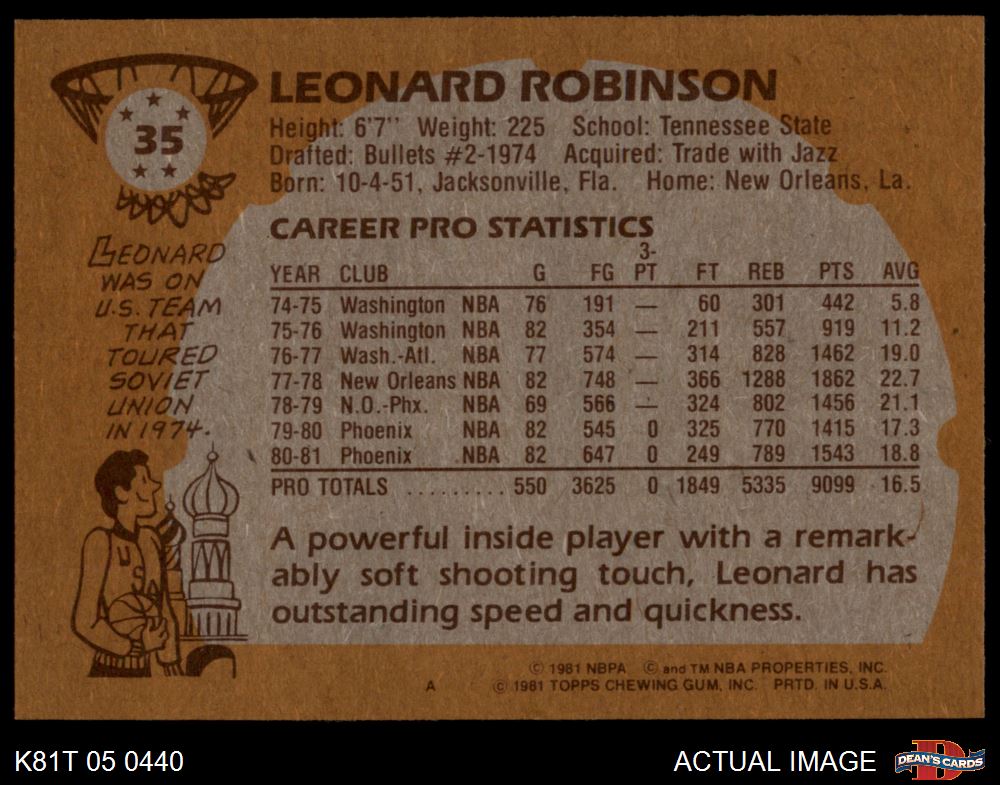 35
LEONARD ROBINSON
Height: 6'7" Weight: 225 School: Tennessee State
Drafted: Bullets #2-1974 Acquired: Trade with Jazz
Born: 10-4-51, Jacksonville, Fla. Home: New Orleans, La.
LEONARD
WAS ON
U.S. TEAM
THAT
TOURED
SOVIET
UNION
IN 1974.
U S
CAREER PRO STATISTICS
YEAR CLUB G FG 3-PT FT REB PTS AVG
74-75 Washington NBA 76 191 — 60 301 442 5.8
75-76 Washington NBA 82 354 — 211 557 919 11.2
76-77 Wash.-Atl. NBA 77 574 — 314 828 1462 19.0
77-78 New Orleans NBA 82 748 — 366 1288 1862 22.7
78-79 N.O.-Phx. NBA 69 566 — 324 802 1456 21.1
79-80 Phoenix NBA 82 545 0 325 770 1415 17.3
80-81 Phoenix NBA 82 647 0 249 789 1543 18.8
PRO TOTALS .......... 550 3625 0 1849 5335 9099 16.5
A powerful inside player with a remark-
ably soft shooting touch, Leonard has
outstanding speed and quickness.
© 1981 NBPA © and TM NBA PROPERTIES, INC.
A © 1981 TOPPS CHEWING GUM, INC. PRTD. IN U.S.A.
K81T 05 0440 ACTUAL IMAGE D DEAN'S CARDS